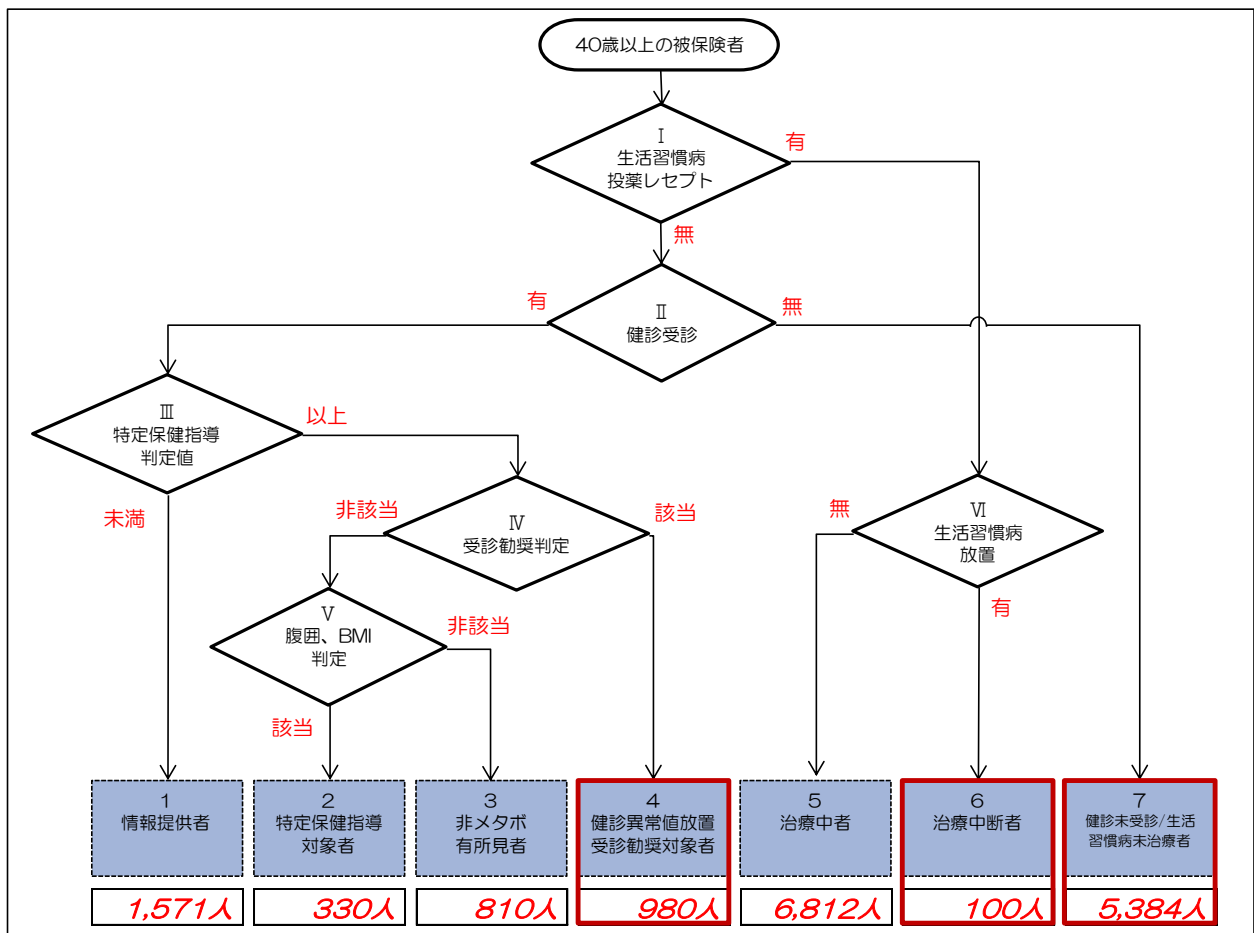 40歳以上の被保険者
Ⅰ
生活習慣病
投薬レセプト
有
無
Ⅱ
健診受診
有
無
Ⅲ
特定保健指導
判定値
以上
未満
Ⅳ
受診勧奨判定
非該当
該当
Ⅵ
生活習慣病
放置
無
有
Ⅴ
腹囲、BMI
判定
非該当
該当
1
情報提供者
2
特定保健指導
対象者
3
非メタボ
有所見者
4
健診異常値放置
受診勧奨対象者
5
治療中者
6
治療中断者
7
健診未受診/生活
習慣病未治療者
1,571人
330人
810人
980人
6,812人
100人
5,384人